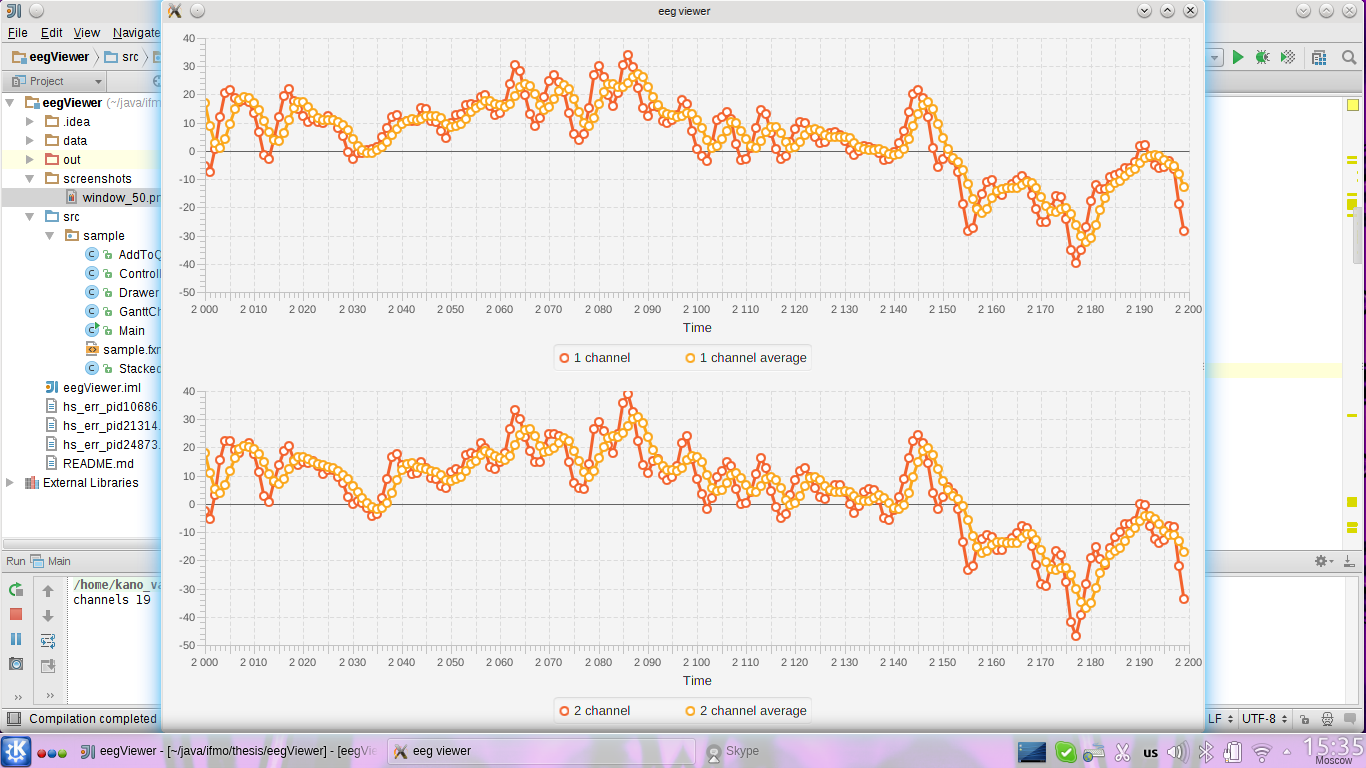 eeg viewer
File Edit View Navigate
eegViewer src
Project
eegViewer (~/java/ifm
.idea
data
out
screenshots
window_50.pr
src
sample
AddToQ
Controll
Drawer
GanttCh
Main
sample.fxm
Stacked
eegViewer.iml
hs_err_pid10686.
hs_err_pid21314.
hs_err_pid24873.
README.md
External Libraries
Run Main
/home/kano_va
channels 19
Compilation completed
40
30
20
10
0
-10
-20
-30
-40
-50
2 000 2 010 2 020 2 030 2 040 2 050 2 060 2 070 2 080 2 090 2 100 2 110 2 120 2 130 2 140 2 150 2 160 2 170 2 180 2 190 2 200
Time
1 channel 1 channel average
40
30
20
10
0
-10
-20
-30
-40
-50
2 000 2 010 2 020 2 030 2 040 2 050 2 060 2 070 2 080 2 090 2 100 2 110 2 120 2 130 2 140 2 150 2 160 2 170 2 180 2 190 2 200
Time
2 channel 2 channel average
LF UTF-8
eegViewer - [~/java/ifmo/thesis/eegViewer] - [eegVie
eeg viewer
Skype
us
15:35
Moscow